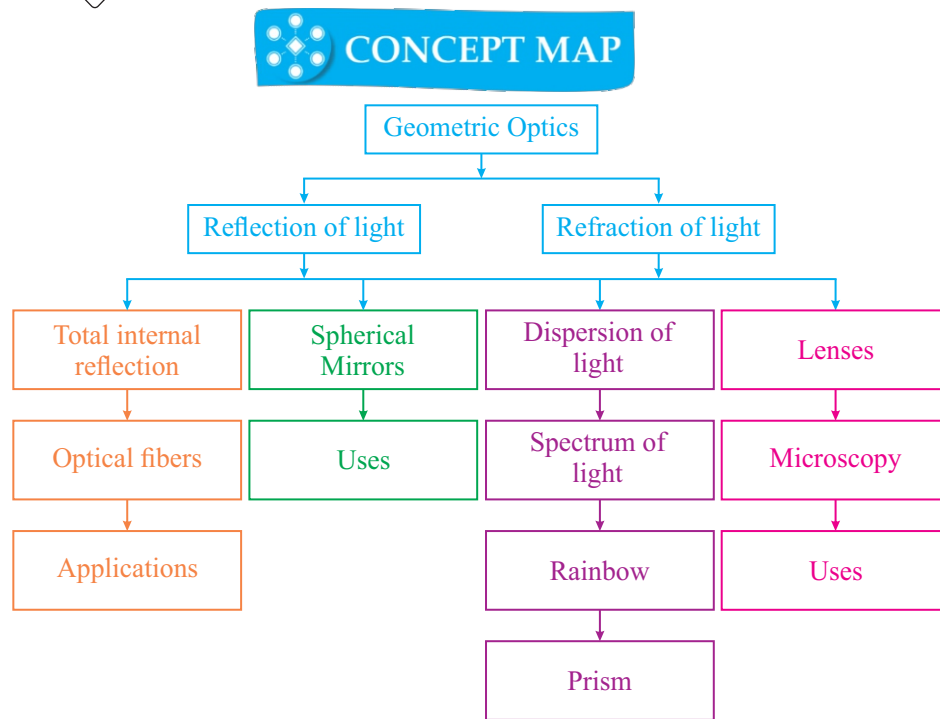 CONCEPT MAP
Geometric Optics
Reflection of light
Refraction of light
Total internal
reflection
Spherical
Mirrors
Dispersion of
light
Lenses
Optical fibers
Uses
Spectrum of
light
Microscopy
Applications
Rainbow
Uses
Prism